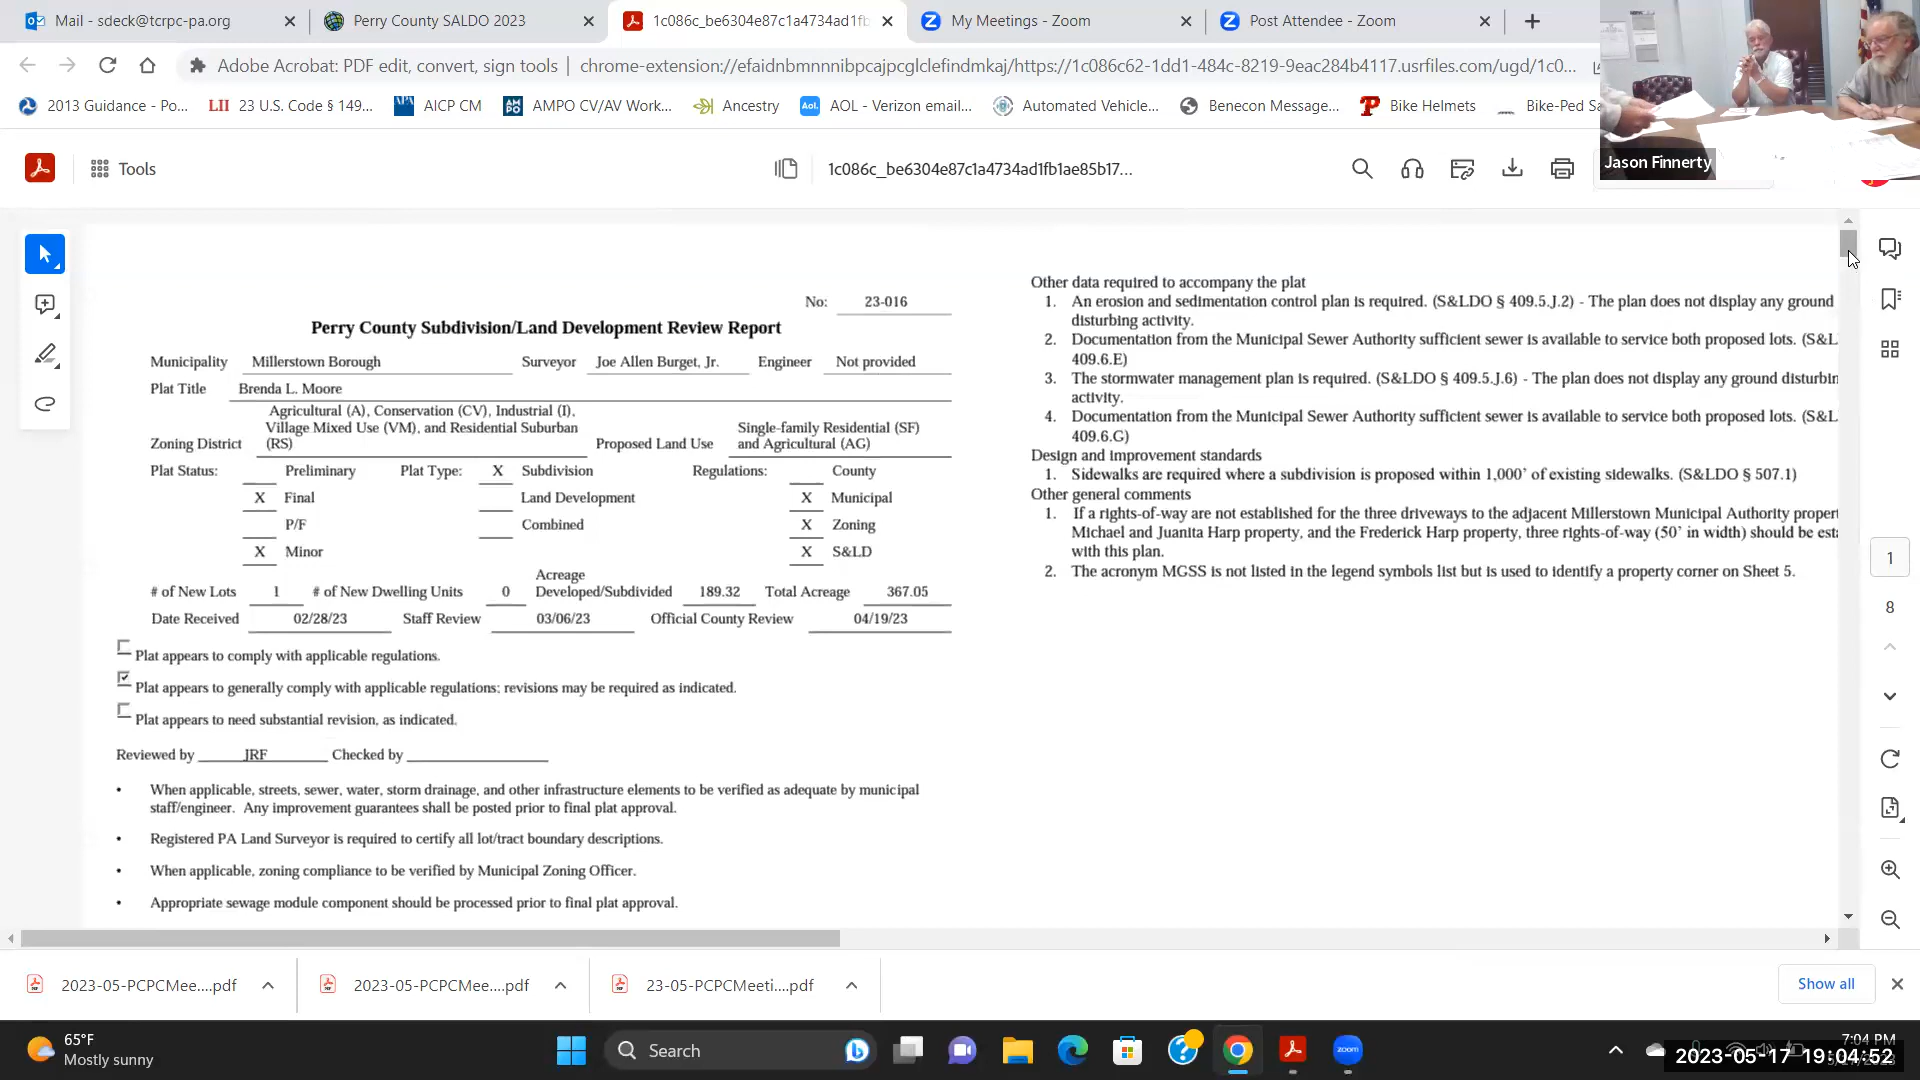 Mail - sdeck@tcrpc-pa.org
Perry County SALDO 2023
1c086c_be6304e87c1a4734ad1fb
My Meetings - Zoom
Post Attendee - Zoom
Adobe Acrobat: PDF edit, convert, sign tools
chrome-extension://efaidnbmnnnibpcajpcglclefindmkaj/https://1c086c62-1dd1-484c-8219-9eac284b4117.usrfiles.com/ugd/1c0...
2013 Guidance - Po...
LII 23 U.S. Code § 149...
AICP CM
AMPO CV/AV Work...
Ancestry
Aol. AOL - Verizon email...
Automated Vehicle...
Benecon Message...
Bike Helmets
Bike-Ped Sa
Jason Finnerty
Tools
1c086c_be6304e87c1a4734ad1fb1ae85b17...
No: 23-016
Perry County Subdivision/Land Development Review Report
Municipality Millerstown Borough Surveyor Joe Allen Burget, Jr. Engineer Not provided
Plat Title Brenda L. Moore
Zoning District Agricultural (A), Conservation (CV), Industrial (I),
Village Mixed Use (VM), and Residential Suburban
(RS)
Proposed Land Use Single-family Residential (SF)
and Agricultural (AG)
Plat Status: Preliminary Plat Type: X Subdivision Regulations: County
X Final Land Development X Municipal
P/F Combined X Zoning
X Minor X S&LD
# of New Lots 1 # of New Dwelling Units 0 Acreage
Developed/Subdivided 189.32 Total Acreage 367.05
Date Received 02/28/23 Staff Review 03/06/23 Official County Review 04/19/23
Plat appears to comply with applicable regulations.
Plat appears to generally comply with applicable regulations; revisions may be required as indicated.
Plat appears to need substantial revision, as indicated.
Reviewed by JRF Checked by
• When applicable, streets, sewer, water, storm drainage, and other infrastructure elements to be verified as adequate by municipal
staff/engineer. Any improvement guarantees shall be posted prior to final plat approval.
• Registered PA Land Surveyor is required to certify all lot/tract boundary descriptions.
• When applicable, zoning compliance to be verified by Municipal Zoning Officer.
• Appropriate sewage module component should be processed prior to final plat approval.
Other data required to accompany the plat
1. An erosion and sedimentation control plan is required. (S&LDO § 409.5.J.2) - The plan does not display any ground
disturbing activity.
2. Documentation from the Municipal Sewer Authority sufficient sewer is available to service both proposed lots. (S&L
409.6.E)
3. The stormwater management plan is required. (S&LDO § 409.5.J.6) - The plan does not display any ground disturbin
activity.
4. Documentation from the Municipal Sewer Authority sufficient sewer is available to service both proposed lots. (S&L
409.6.G)
Design and improvement standards
1. Sidewalks are required where a subdivision is proposed within 1,000' of existing sidewalks. (S&LDO § 507.1)
Other general comments
1. If a rights-of-way are not established for the three driveways to the adjacent Millerstown Municipal Authority propert
Michael and Juanita Harp property, and the Frederick Harp property, three rights-of-way (50' in width) should be esta
with this plan.
2. The acronym MGSS is not listed in the legend symbols list but is used to identify a property corner on Sheet 5.
1
8
2023-05-PCPCMee....pdf
2023-05-PCPCMee....pdf
23-05-PCPCMeeti....pdf
Show all
65°F
Mostly sunny
Search
zoom
7:04 PM
2023-05-17 19:04:52